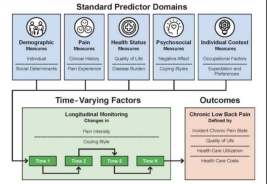 Standard Predictor Domains
Demographic
Measures
Individual
Social Determinants
Pain
Measures
Clinical History
Pain Experience
Health Status
Measures
Quality of Life
Disease Burden
Psychosocial
Measures
Negative Affect
Coping Styles
Individual Context
Measures
Occupational Factors
Expectation and
Preferences
Time-Varying Factors
Longitudinal Monitoring
Changes in
Pain Intensity
Coping Style
Time 1
Time 2
Time 3
Time K
Outcomes
Chronic Low Back Pain
Defined by
Incident Chronic Pain State
Quality of Life
Health Care Utilization
Health Care Costs